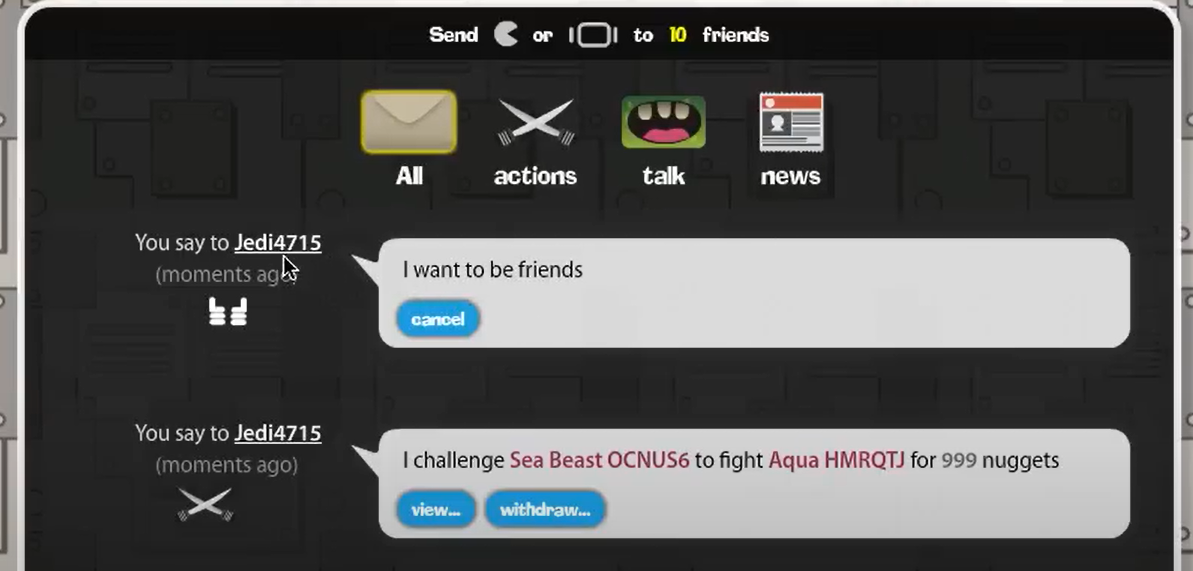 Send or to 10 friends
All actions talk news
You say to Jedi4715
(moments ago)
I want to be friends
cancel
You say to Jedi4715
(moments ago)
I challenge Sea Beast OCNUS6 to fight Aqua HMRQTJ for 999 nuggets
view... withdraw...